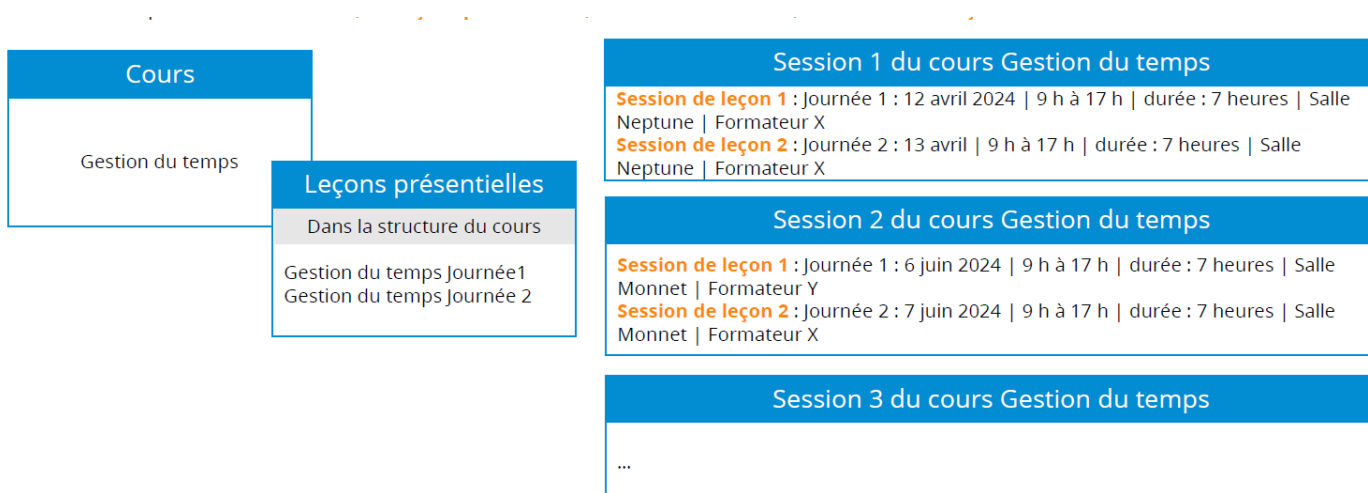 Cours
Gestion du temps
Leçons présentielles
Dans la structure du cours
Gestion du temps Journée1
Gestion du temps Journée 2
Session 1 du cours Gestion du temps
Session de leçon 1 : Journée 1 : 12 avril 2024 | 9 h à 17 h | durée : 7 heures | Salle
Neptune | Formateur X
Session de leçon 2 : Journée 2 : 13 avril | 9 h à 17 h | durée : 7 heures | Salle
Neptune | Formateur X
Session 2 du cours Gestion du temps
Session de leçon 1 : Journée 1 : 6 juin 2024 | 9 h à 17 h | durée : 7 heures | Salle
Monnet | Formateur Y
Session de leçon 2 : Journée 2 : 7 juin 2024 | 9 h à 17 h | durée : 7 heures | Salle
Monnet | Formateur X
Session 3 du cours Gestion du temps
...